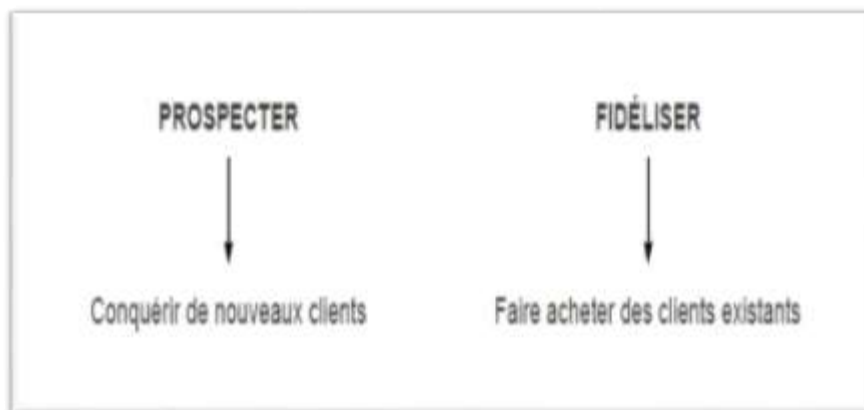 PROSPECTER
FIDÉLISER
Conquérir de nouveaux clients
Faire acheter des clients existants